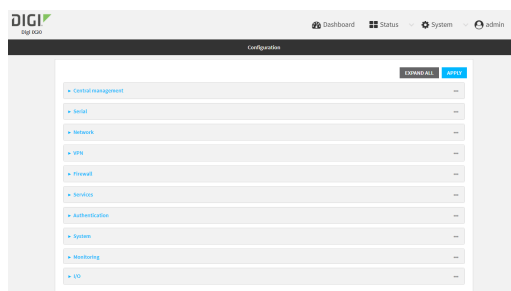 DIGI
Digi IX20
Dashboard Status System admin
Configuration
EXPAND ALL APPLY
Central management
Serial
Network
VPN
Firewall
Services
Authentication
System
Monitoring
I/O